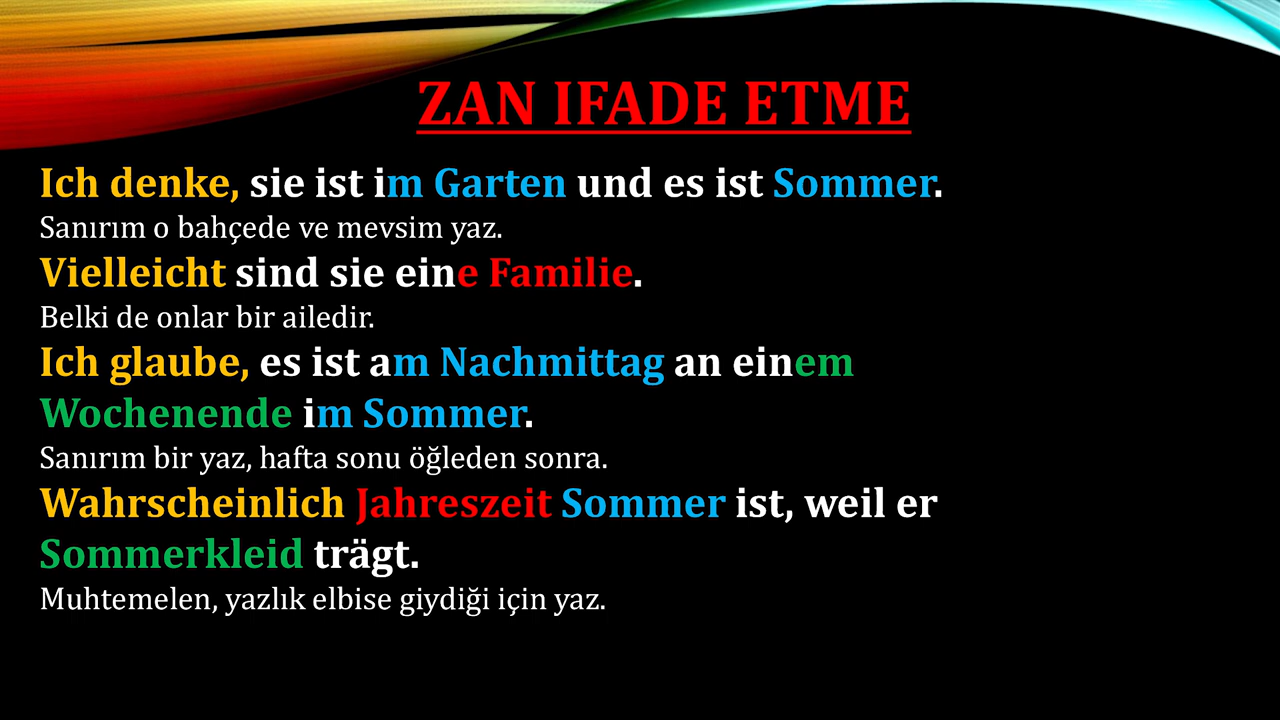 ZAN IFADE ETME
Ich denke, sie ist im Garten und es ist Sommer.
Sanırım o bahçede ve mevsim yaz.
Vielleicht sind sie eine Familie.
Belki de onlar bir ailedir.
Ich glaube, es ist am Nachmittag an einem
Wochenende im Sommer.
Sanırım bir yaz, hafta sonu öğleden sonra.
Wahrscheinlich Jahreszeit Sommer ist, weil er
Sommerkleid trägt.
Muhtemelen, yazlık elbise giydiği için yaz.